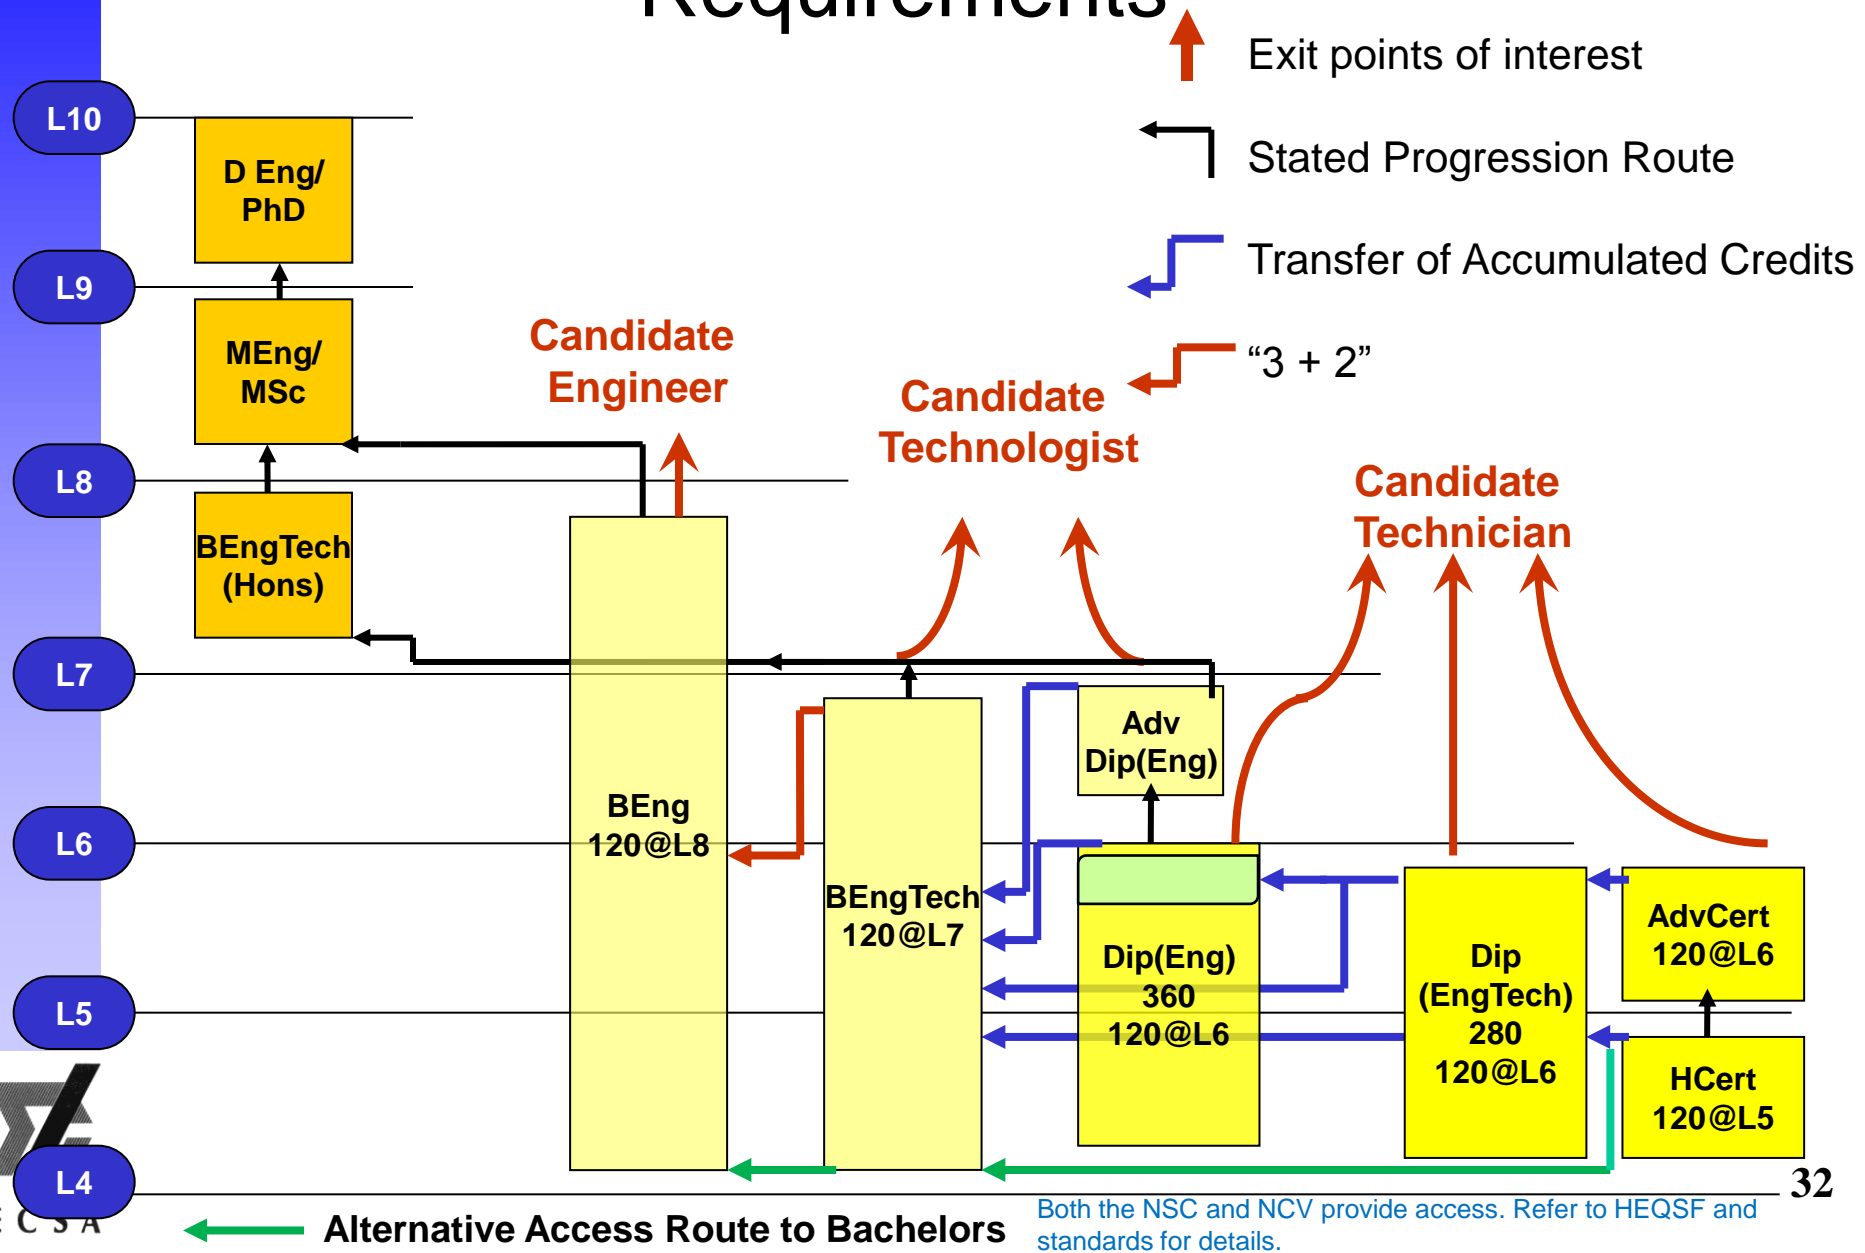 Requirements
Exit points of interest
L10
Stated Progression Route
D Eng/
PhD
Transfer of Accumulated Credits
L9
Candidate
Engineer
MEng/
MSc
"3 + 2"
Candidate
Technologist
L8
Candidate
Technician
BEngTech
(Hons)
L7
Adv
Dip(Eng)
BEng
120@L8
L6
BEngTech
120@L7
AdvCert
120@L6
Dip(Eng)
360
120@L6
Dip
(EngTech)
280
120@L6
L5
HCert
120@L5
L4
32
E C S A
Alternative Access Route to Bachelors
Both the NSC and NCV provide access. Refer to HEQSF and
standards for details.